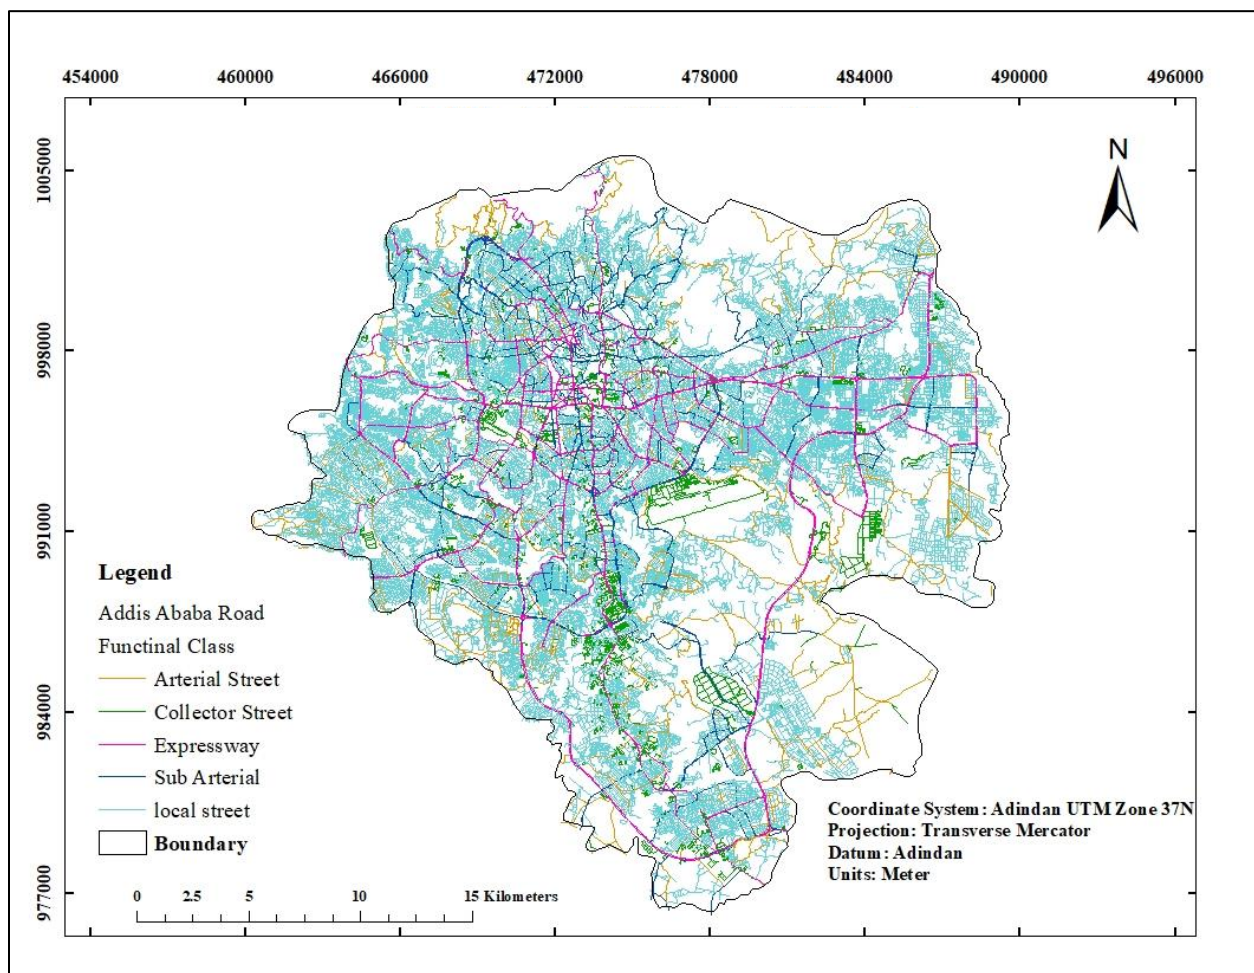 454000 460000 466000 472000 478000 484000 490000 496000
1005000
998000
991000
984000
977000
N
Legend
Addis Ababa Road
Functinal Class
Arterial Street
Collector Street
Expressway
Sub Arterial
local street
Boundary
0 2.5 5 10 15 Kilometers
Coordinate System: Adindan UTM Zone 37N
Projection: Transverse Mercator
Datum: Adindan
Units: Meter